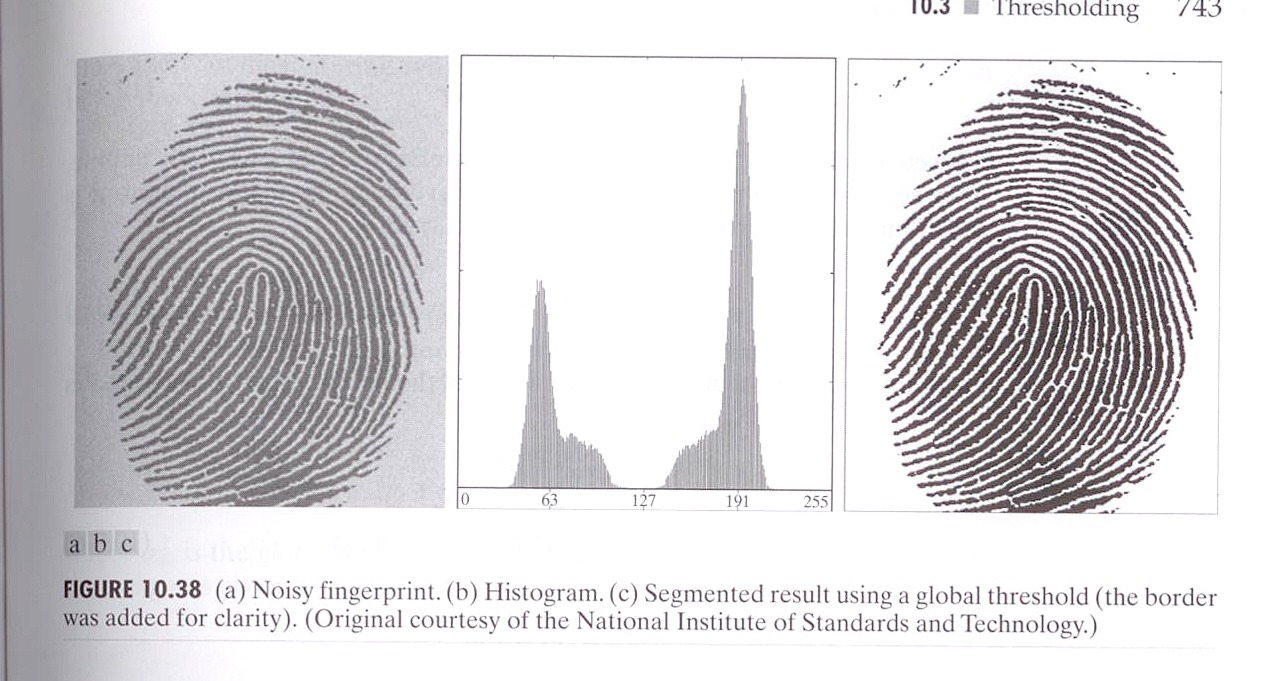 10.3 ■ Thresholding 743
0 63 127 191 255
a b c
FIGURE 10.38 (a) Noisy fingerprint. (b) Histogram. (c) Segmented result using a global threshold (the border
was added for clarity). (Original courtesy of the National Institute of Standards and Technology.)